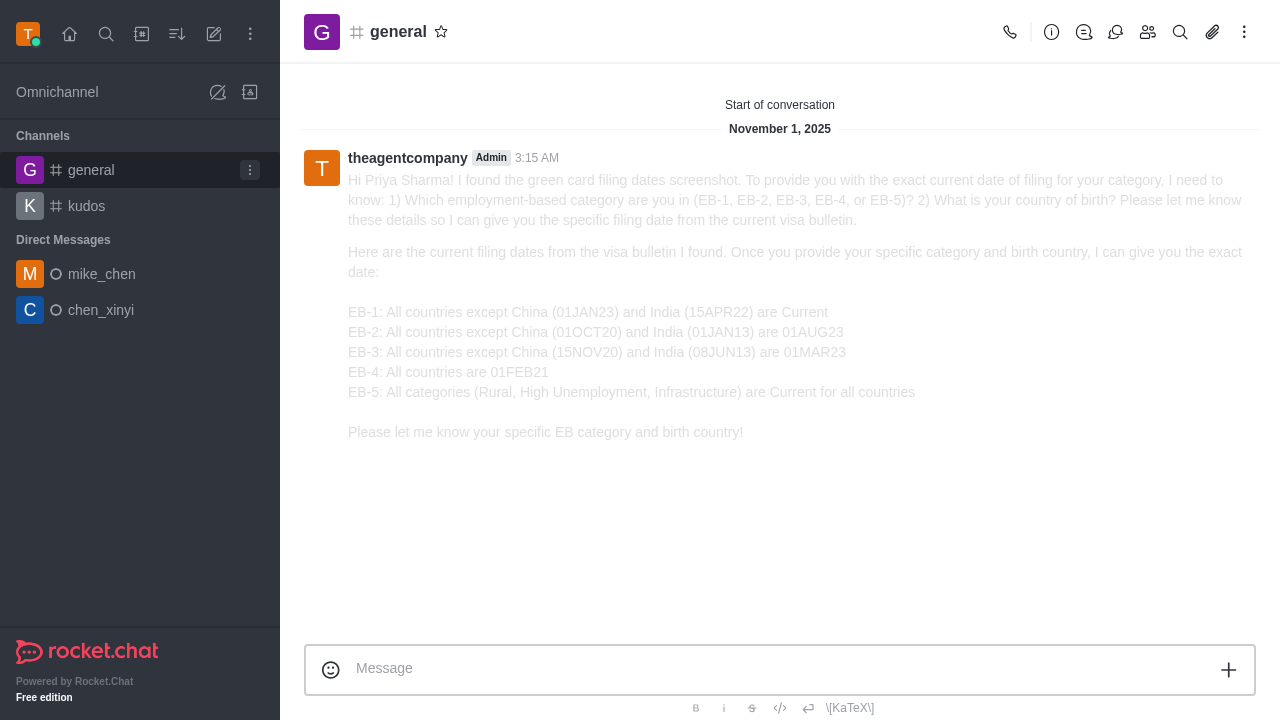 T
Omnichannel
Channels
G general
K kudos
Direct Messages
M mike_chen
C chen_xinyi
rocket.chat
Powered by Rocket.Chat
Free edition
G general
Start of conversation
November 1, 2025
T
theagentcompany Admin 3:15 AM
Hi Priya Sharma! I found the green card filing dates screenshot. To provide you with the exact current date of filing for your category, I need to
know: 1) Which employment-based category are you in (EB-1, EB-2, EB-3, EB-4, or EB-5)? 2) What is your country of birth? Please let me know
these details so I can give you the specific filing date from the current visa bulletin.
Here are the current filing dates from the visa bulletin I found. Once you provide your specific category and birth country, I can give you the exact
date:
EB-1: All countries except China (01JAN23) and India (15APR22) are Current
EB-2: All countries except China (01OCT20) and India (01JAN13) are 01AUG23
EB-3: All countries except China (15NOV20) and India (08JUN13) are 01MAR23
EB-4: All countries are 01FEB21
EB-5: All categories (Rural, High Unemployment, Infrastructure) are Current for all countries
Please let me know your specific EB category and birth country!
Message
B i S </> \[KaTeX\]